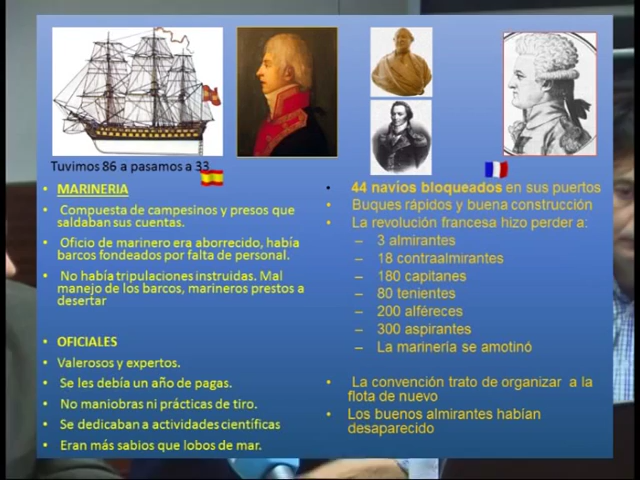 Tuvimos 86 a pasamos a 33
MARINERIA
Compuesta de campesinos y presos que
saldaban sus cuentas.
Oficio de marinero era aborrecido, había
barcos fondeados por falta de personal.
No había tripulaciones instruidas. Mal
manejo de los barcos, marineros prestos a
desertar
OFICIALES
Valerosos y expertos.
Se les debía un año de pagas.
No maniobras ni prácticas de tiro.
Se dedicaban a actividades científicas
Eran más sabios que lobos de mar.
44 navíos bloqueados en sus puertos
Buques rápidos y buena construcción
La revolución francesa hizo perder a:
– 3 almirantes
– 18 contraalmirantes
– 180 capitanes
– 80 tenientes
– 200 alféreces
– 300 aspirantes
– La marinería se amotinó
La convención trato de organizar a la
flota de nuevo
Los buenos almirantes habían
desaparecido